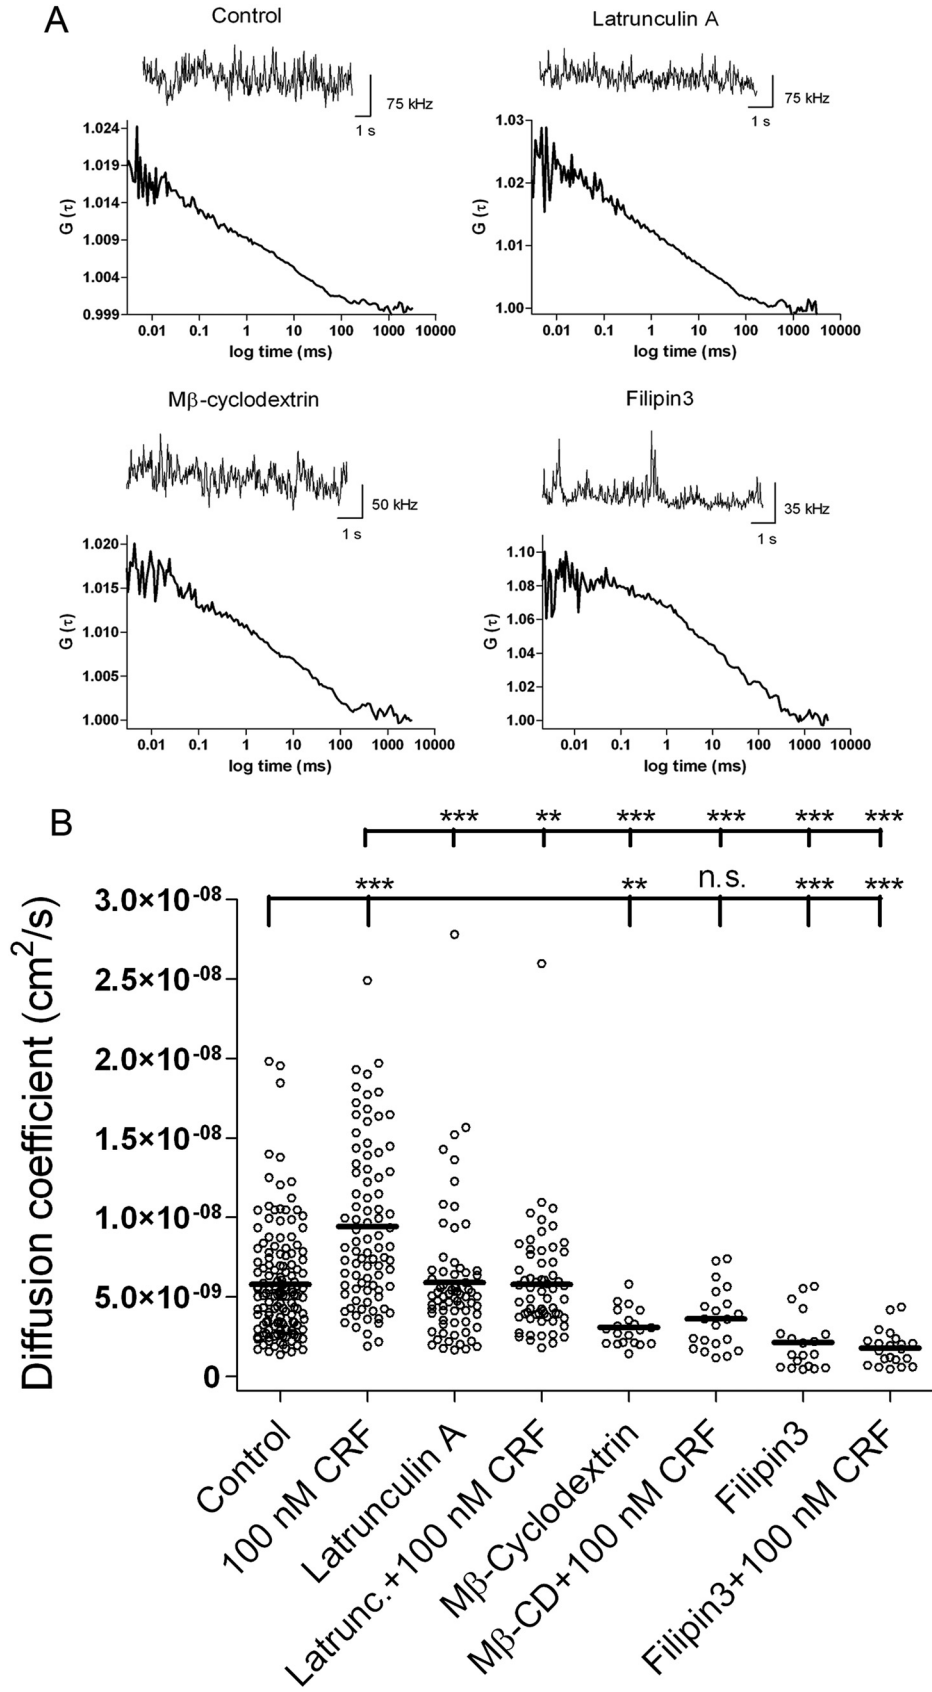 A
Control
Latrunculin A
75 kHz
1 s
75 kHz
1 s
1.024
1.019
1.014
1.009
1.004
0.999
G (τ)
0.01 0.1 1 10 100 1000 10000
log time (ms)
1.03
1.02
1.01
1.00
G (τ)
0.01 0.1 1 10 100 1000 10000
log time (ms)
Mβ-cyclodextrin
Filipin3
50 kHz
1 s
35 kHz
1 s
1.020
1.015
1.010
1.005
1.000
G (τ)
0.01 0.1 1 10 100 1000 10000
log time (ms)
1.10
1.08
1.06
1.04
1.02
1.00
G (τ)
0.01 0.1 1 10 100 1000 10000
log time (ms)
B
*** ** *** *** *** ***
*** ** n.s. *** ***
Diffusion coefficient (cm²/s)
3.0×10⁻⁰⁸
2.5×10⁻⁰⁸
2.0×10⁻⁰⁸
1.5×10⁻⁰⁸
1.0×10⁻⁰⁸
5.0×10⁻⁰⁹
0
Control
100 nM CRF
Latrunculin A
Latrunc.+100 nM CRF
Mβ-Cyclodextrin
Mβ-CD+100 nM CRF
Filipin3
Filipin3+100 nM CRF